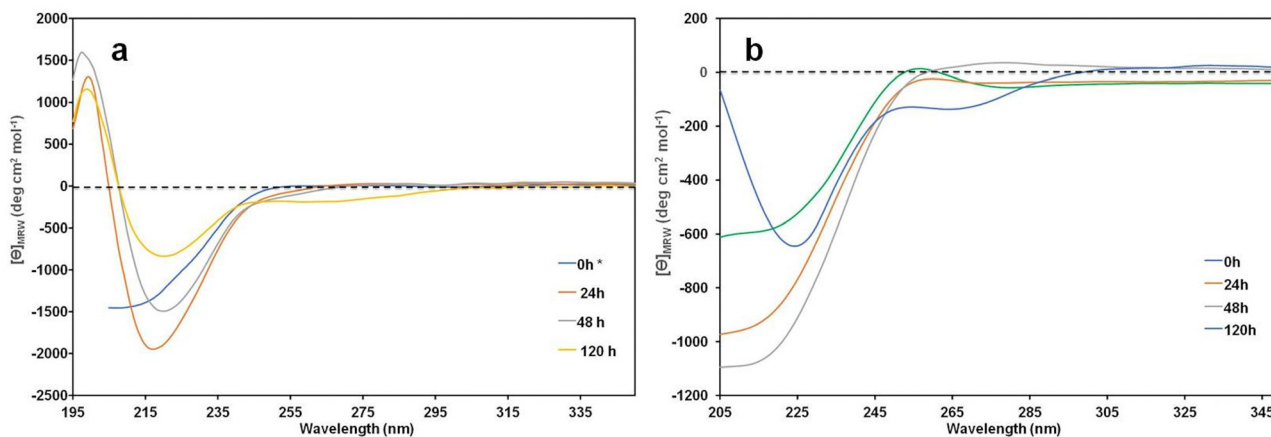 a
2000
1500
1000
500
0
-500
-1000
-1500
-2000
-2500
[Θ]MRW (deg cm² mol⁻¹)
195 215 235 255 275 295 315 335
Wavelength (nm)
0h *
24h
48 h
120 h
b
200
0
-200
-400
-600
-800
-1000
-1200
[Θ]MRW (deg cm² mol⁻¹)
205 225 245 265 285 305 325 345
Wavelength (nm)
0h
24h
48h
120h